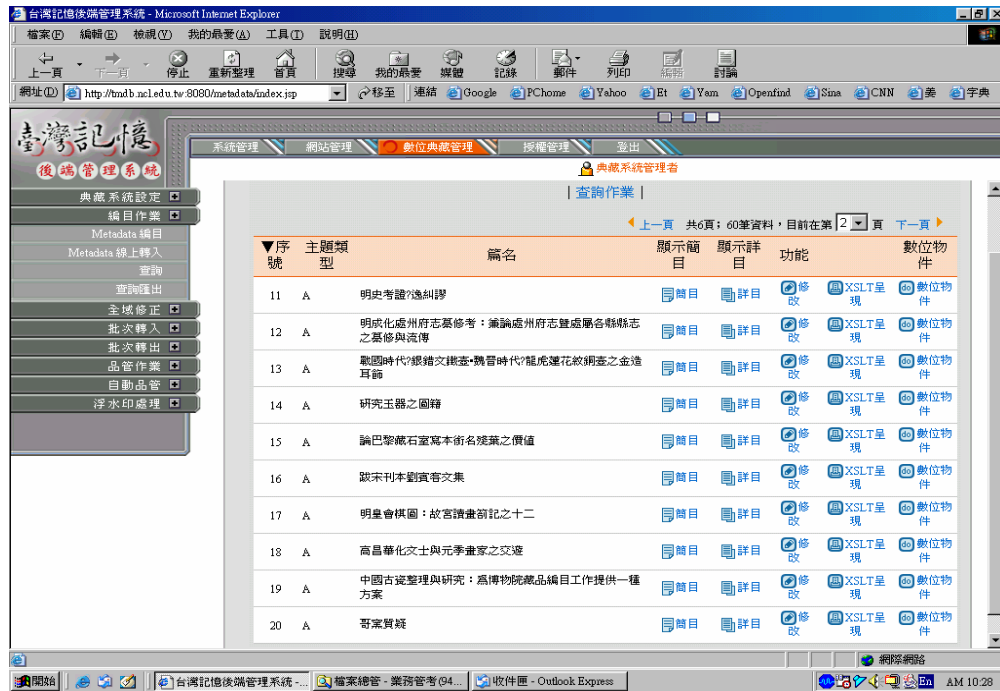 台灣記憶後端管理系統 - Microsoft Internet Explorer
檔案(F) 編輯(E) 檢視(V) 我的最愛(A) 工具(T) 說明(H)
上一頁 下一頁 停止 重新整理 首頁 搜尋 我的最愛 媒體 記錄 郵件 列印 編輯 討論
網址(D) http://tmdb.ncl.edu.tw:8080/metadata/index.jsp 移至 連結 Google PChome Yahoo Et Yam Openfind Sina CNN 姜 字典
臺灣記憶
後端管理系統
系統管理 網站管理 數位典藏管理 授權管理 登出
典藏系統管理者
典藏系統設定
編目作業
Metadata 編目
Metadata 線上轉入
查詢
查詢匯出
全域修正
批次轉入
批次轉出
品管作業
自動品管
浮水印處理
| 查詢作業 |
上一頁 共6頁; 60筆資料,目前在第 2 頁 下一頁
▼序號 主題類型 篇名 顯示簡目 顯示詳目 功能 數位物件
11 A 明史考證?逸糾謬 簡目 詳目 修改 XSLT呈現 數位物件
12 A 明成化處州府志纂修考:兼論處州府志暨處屬各縣縣志之纂修與流傳 簡目 詳目 修改 XSLT呈現 數位物件
13 A 戰國時代?銀錯文鐵壺•魏晉時代?龍虎蓮花紋銅壺之金造耳飾 簡目 詳目 修改 XSLT呈現 數位物件
14 A 研究玉器之圖籍 簡目 詳目 修改 XSLT呈現 數位物件
15 A 論巴黎藏石室寫本術名殘葉之價值 簡目 詳目 修改 XSLT呈現 數位物件
16 A 跋宋刊本劉賓客文集 簡目 詳目 修改 XSLT呈現 數位物件
17 A 明皇會棋圖:故宮讀畫劄記之十二 簡目 詳目 修改 XSLT呈現 數位物件
18 A 高昌華化文士與元季畫家之交遊 簡目 詳目 修改 XSLT呈現 數位物件
19 A 中國古瓷整理與研究:為博物院藏品編目工作提供一種方案 簡目 詳目 修改 XSLT呈現 數位物件
20 A 哥窯質疑 簡目 詳目 修改 XSLT呈現 數位物件
網際網路
開始 台灣記憶後端管理系統 -... 檔案總管 - 業務管考(94... 收件匣 - Outlook Express En AM 10:28